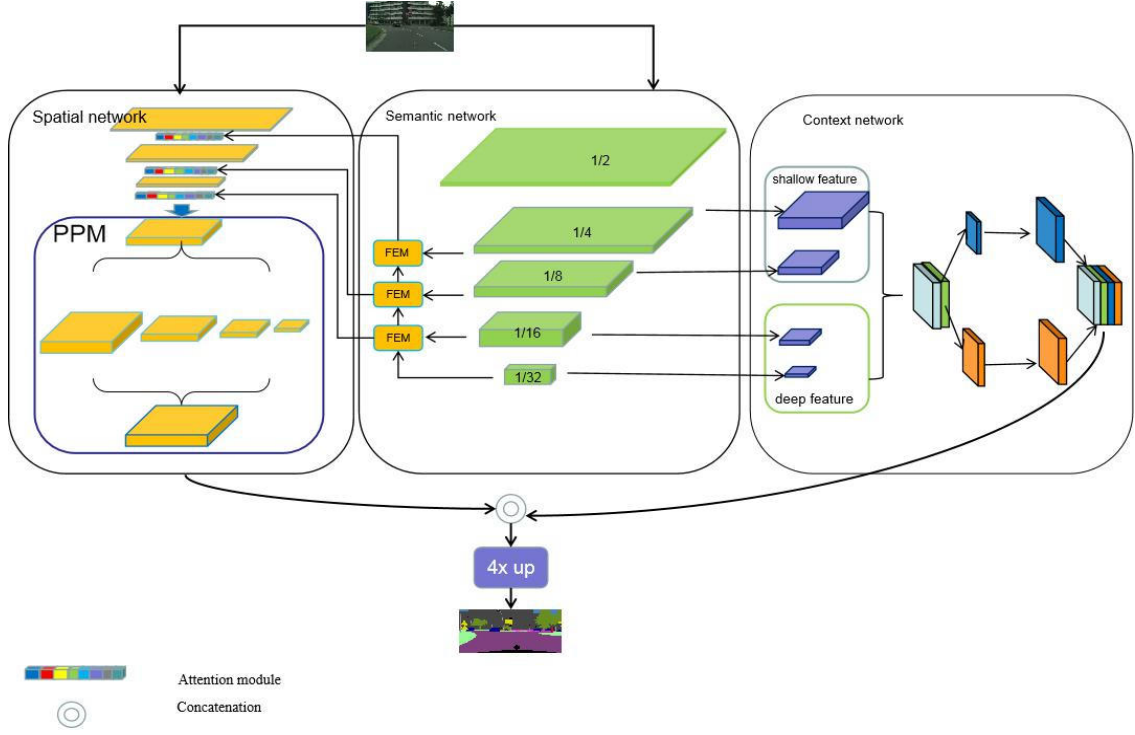 Spatial network
Semantic network
Context network
1/2
shallow feature
1/4
PPM
FEM
1/8
FEM
1/16
FEM
1/32
deep feature
4x up
Attention module
Concatenation